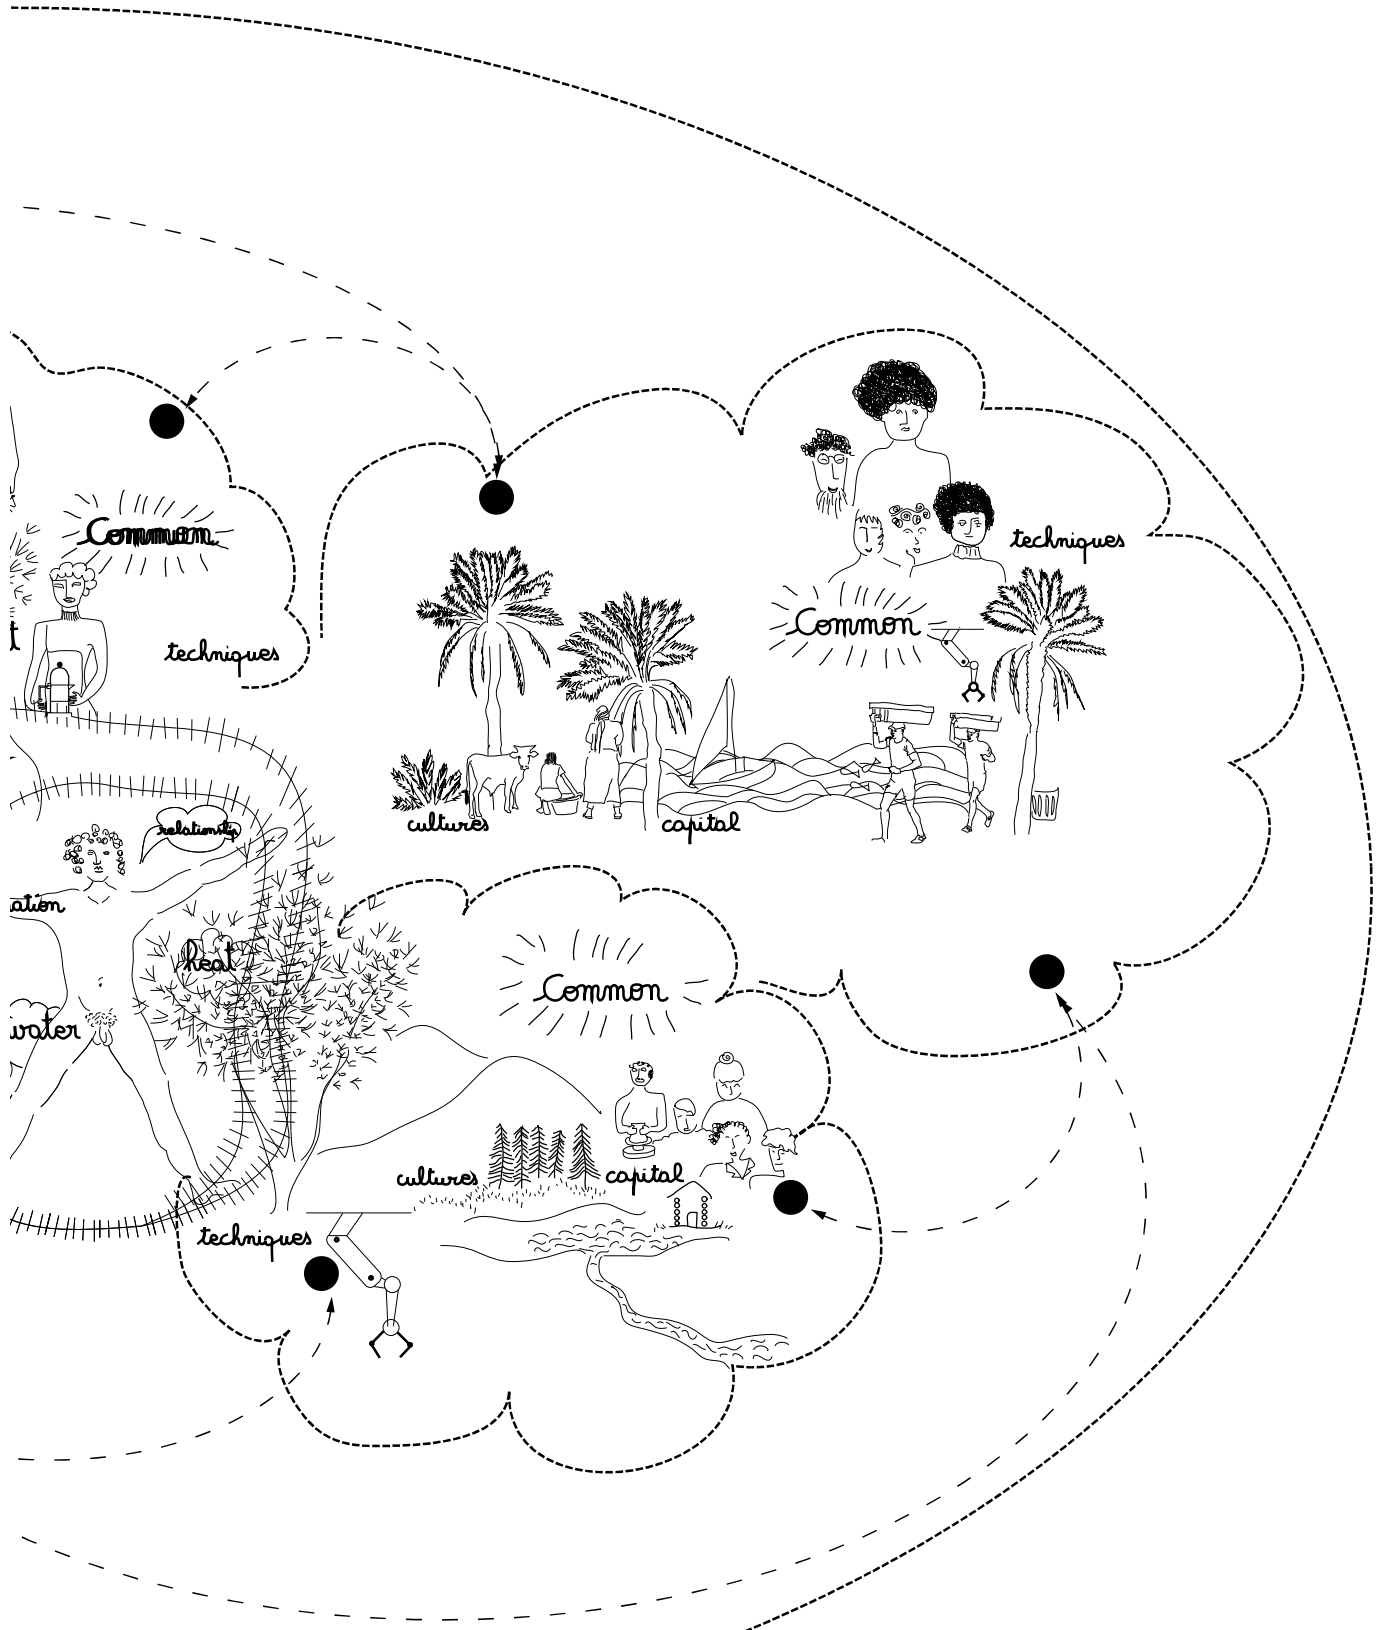 Common
techniques
techniques
Common
cultures
capital
relationship
ation
heat
water
Common
cultures
capital
techniques